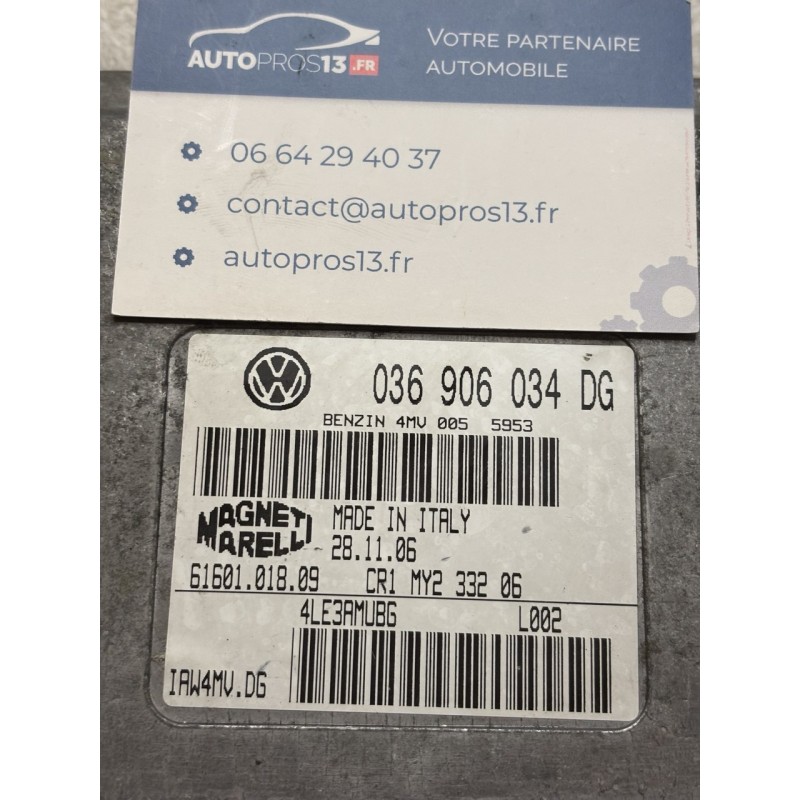 AUTOPROS13.FR
VOTRE PARTENAIRE
AUTOMOBILE
06 64 29 40 37
contact@autopros13.fr
autopros13.fr
036 906 034 DG
BENZIN 4MV 005 5953
MAGNETI
MARELLI
MADE IN ITALY
28.11.06
61601.018.09 CR1 MY2 332 06
4LE3AMUBG L002
IAW4MV.DG